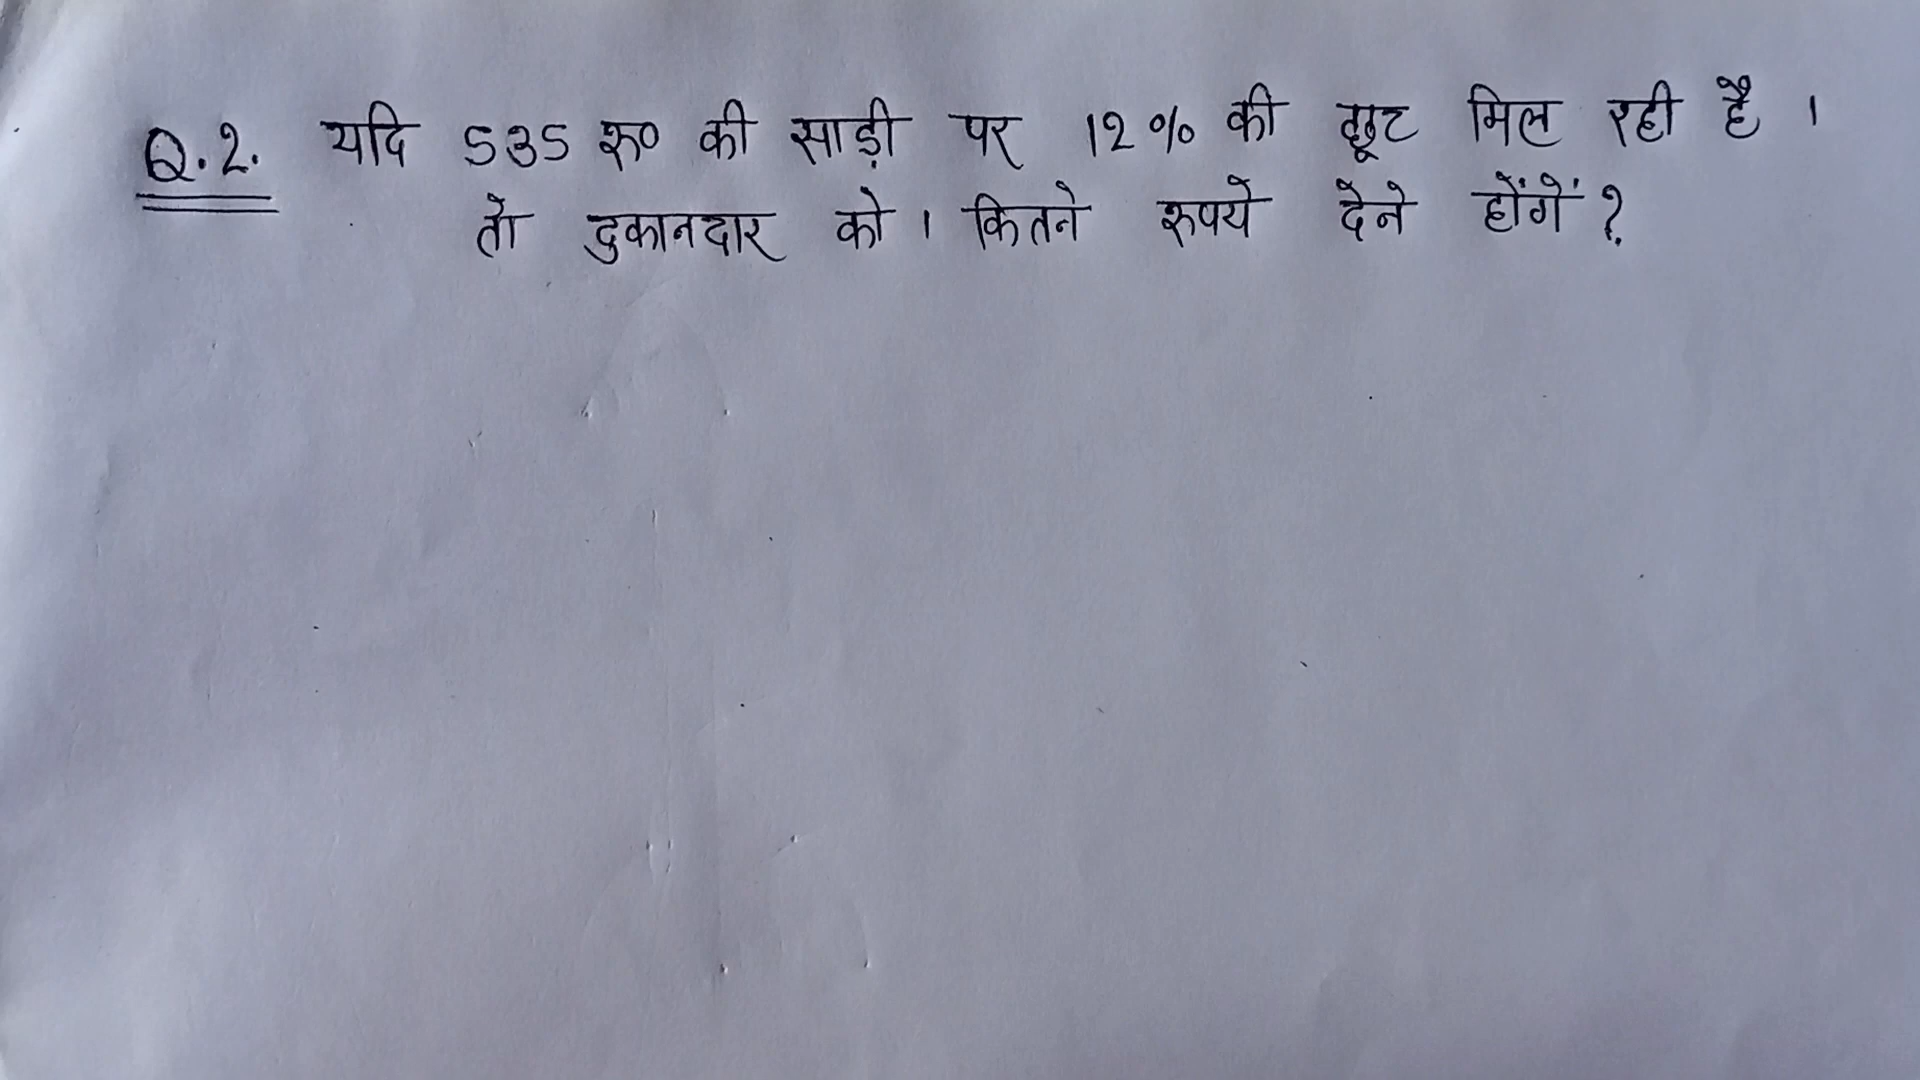 Q.2. यदि 535 रू० की साड़ी पर 12% की छूट मिल रही है ।
तो दुकानदार को । कितने रूपये देने होंगें ?